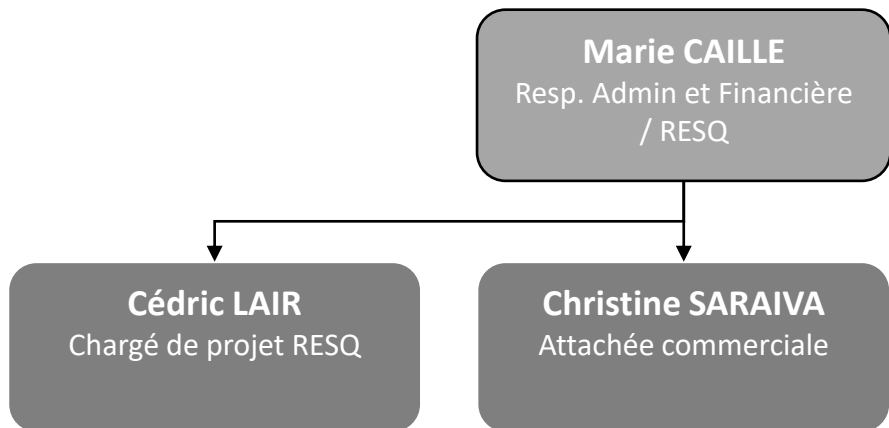 Marie CAILLE
Resp. Admin et Financière
/ RESQ
Cédric LAIR
Chargé de projet RESQ
Christine SARAIVA
Attachée commerciale